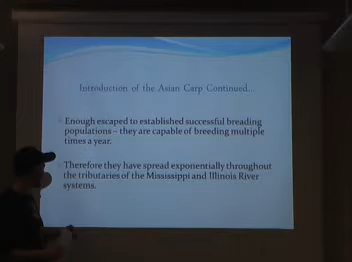 Introduction of the Asian Carp Continued...
Enough escaped to established successful breading
populations – they are capable of breeding multiple
times a year.
Therefore they have spread exponentially throughout
the tributaries of the Mississippi and Illinois River
systems.